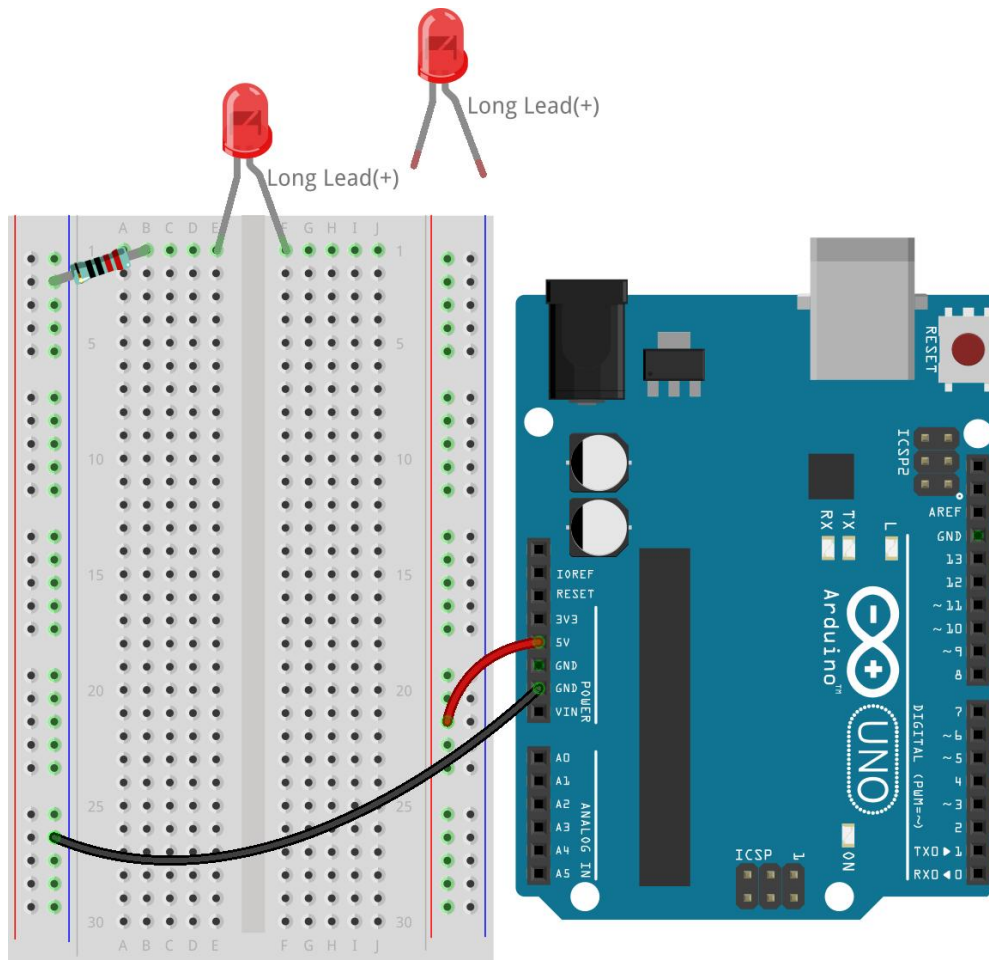 Long Lead(+)
Long Lead(+)
A B C D E F G H I J
1 1
5 5
10 10
15 15
20 20
25 25
30 30
A B C D E F G H I J
RESET
ICSP2
AREF
GND
13
12
~11
~10
~9
8
7
~6
~5
4
~3
2
TX0▶1
RX0◀0
DIGITAL (PWM=~)
L
TX
RX
Arduino™
UNO
ON
ICSP 1
IOREF
RESET
3V3
5V
GND
GND
VIN
POWER
A0
A1
A2
A3
A4
A5
ANALOG IN